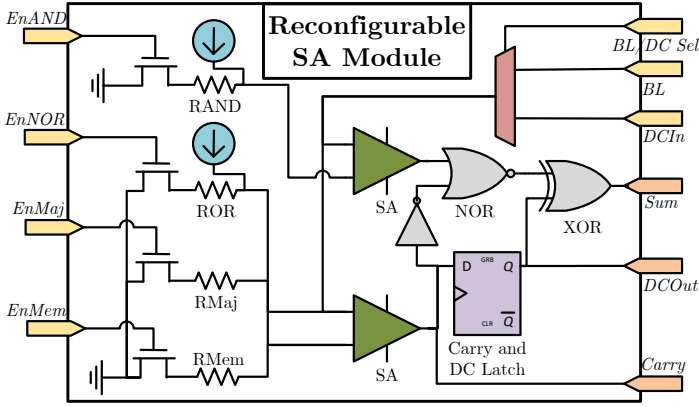 EnAND
Reconfigurable
SA Module
BL/DC Sel
BL
RAND
EnNOR
DCIn
ROR
SA
NOR
XOR
Sum
EnMaj
D
GRB
Q
DCOut
RMaj
EnMem
CLR
Q
RMem
SA
Carry and
DC Latch
Carry